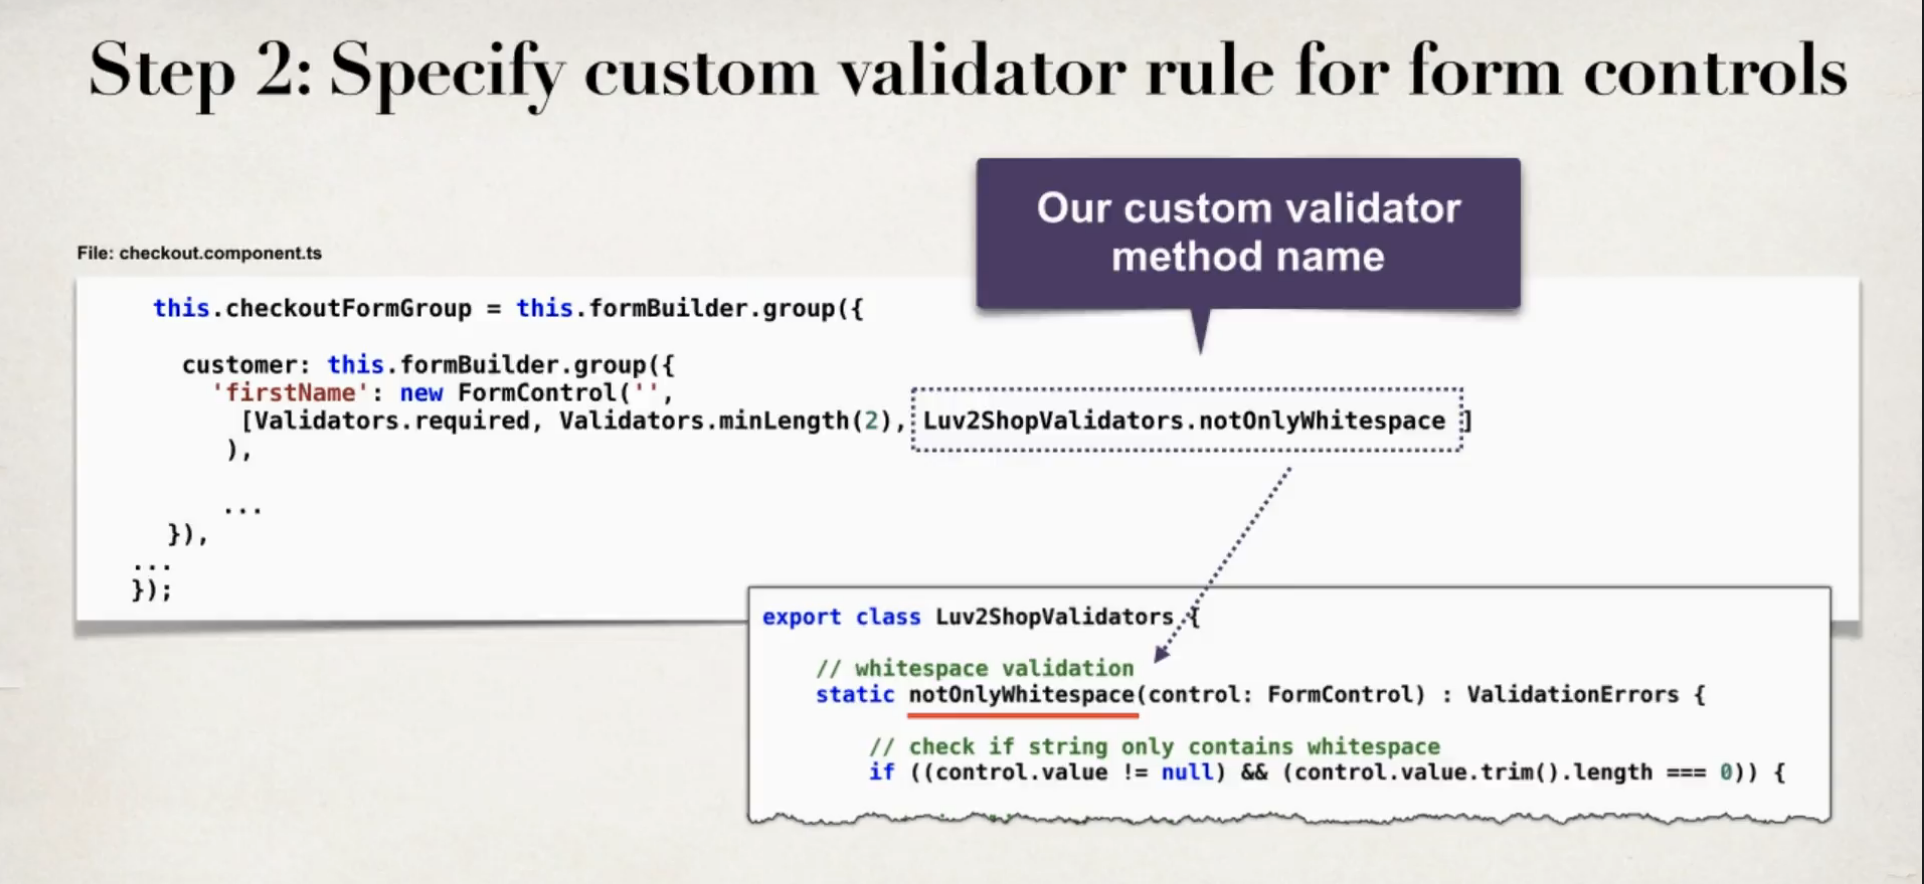 Step 2: Specify custom validator rule for form controls
Our custom validator
method name
File: checkout.component.ts
this.checkoutFormGroup = this.formBuilder.group({
customer: this.formBuilder.group({
'firstName': new FormControl('',
[Validators.required, Validators.minLength(2), Luv2ShopValidators.notOnlyWhitespace ]
),
...
}),
...
});
export class Luv2ShopValidators {
// whitespace validation
static notOnlyWhitespace(control: FormControl) : ValidationErrors {
// check if string only contains whitespace
if ((control.value != null) && (control.value.trim().length === 0)) {